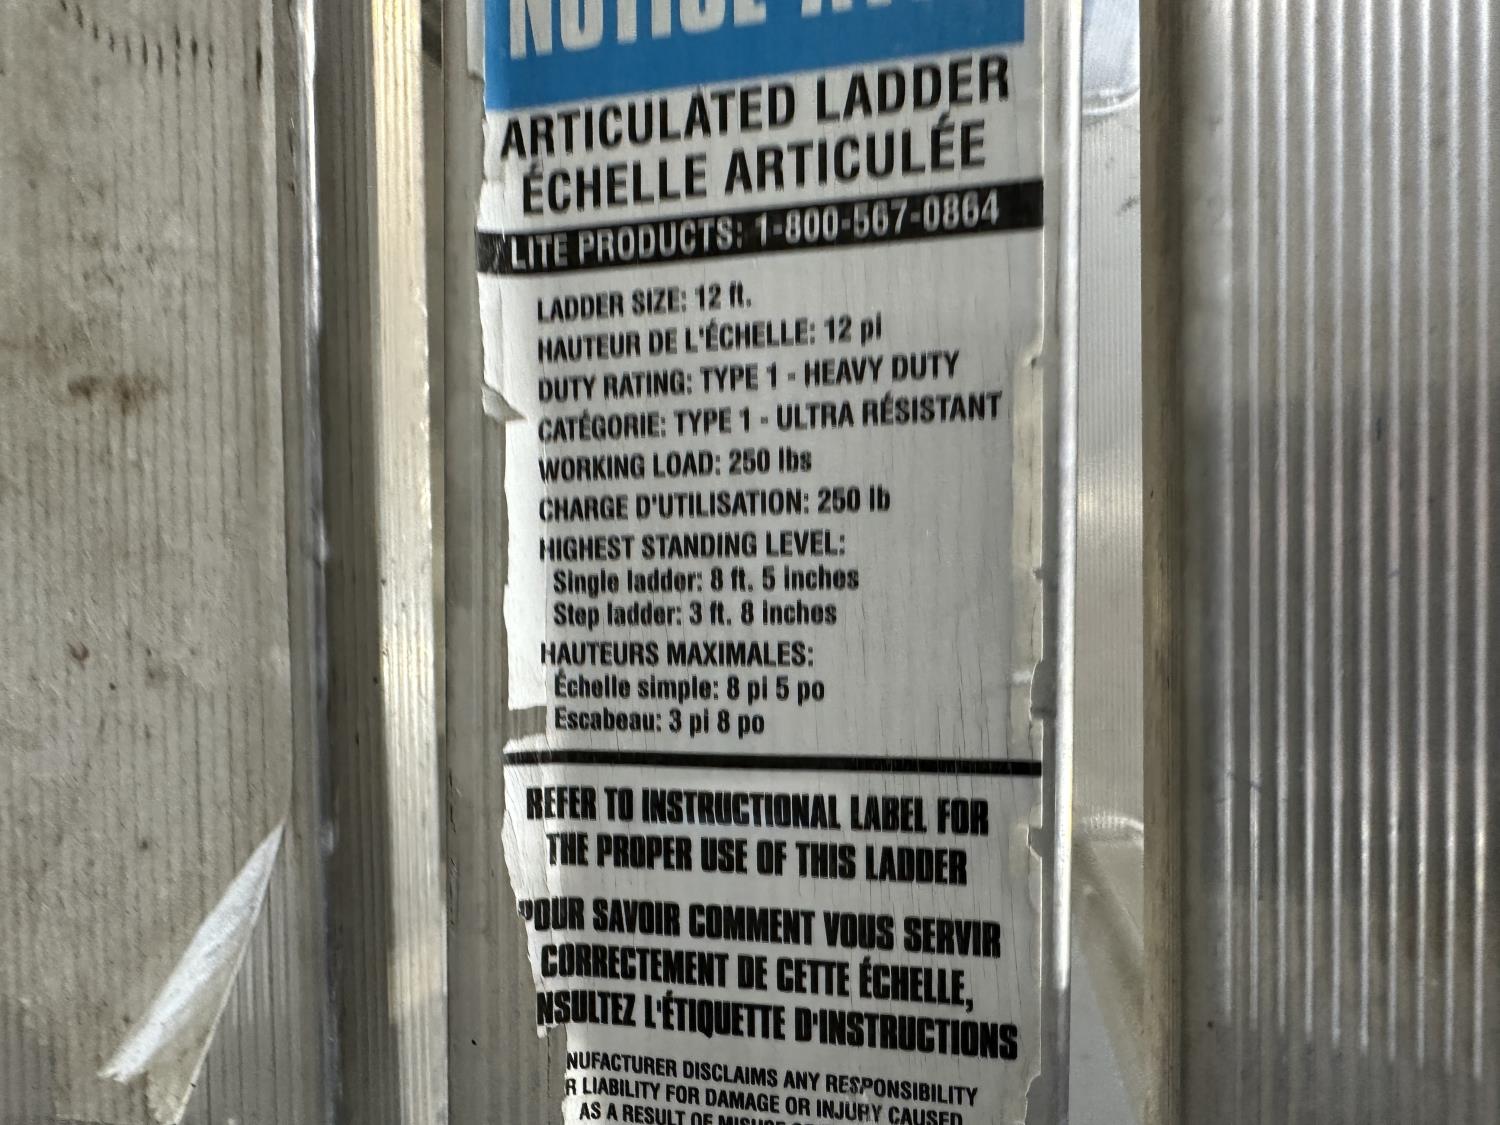 NOTICE
ARTICULATED LADDER
ÉCHELLE ARTICULÉE
LITE PRODUCTS: 1-800-567-0864
LADDER SIZE: 12 ft.
HAUTEUR DE L'ÉCHELLE: 12 pi
DUTY RATING: TYPE 1 - HEAVY DUTY
CATÉGORIE: TYPE 1 - ULTRA RÉSISTANT
WORKING LOAD: 250 lbs
CHARGE D'UTILISATION: 250 lb
HIGHEST STANDING LEVEL:
Single ladder: 8 ft. 5 inches
Step ladder: 3 ft. 8 inches
HAUTEURS MAXIMALES:
Échelle simple: 8 pi 5 po
Escabeau: 3 pi 8 po
REFER TO INSTRUCTIONAL LABEL FOR
THE PROPER USE OF THIS LADDER
POUR SAVOIR COMMENT VOUS SERVIR
CORRECTEMENT DE CETTE ÉCHELLE,
NSULTEZ L'ÉTIQUETTE D'INSTRUCTIONS
NUFACTURER DISCLAIMS ANY RESPONSIBILITY
R LIABILITY FOR DAMAGE OR INJURY CAUSED
AS A RESULT OF